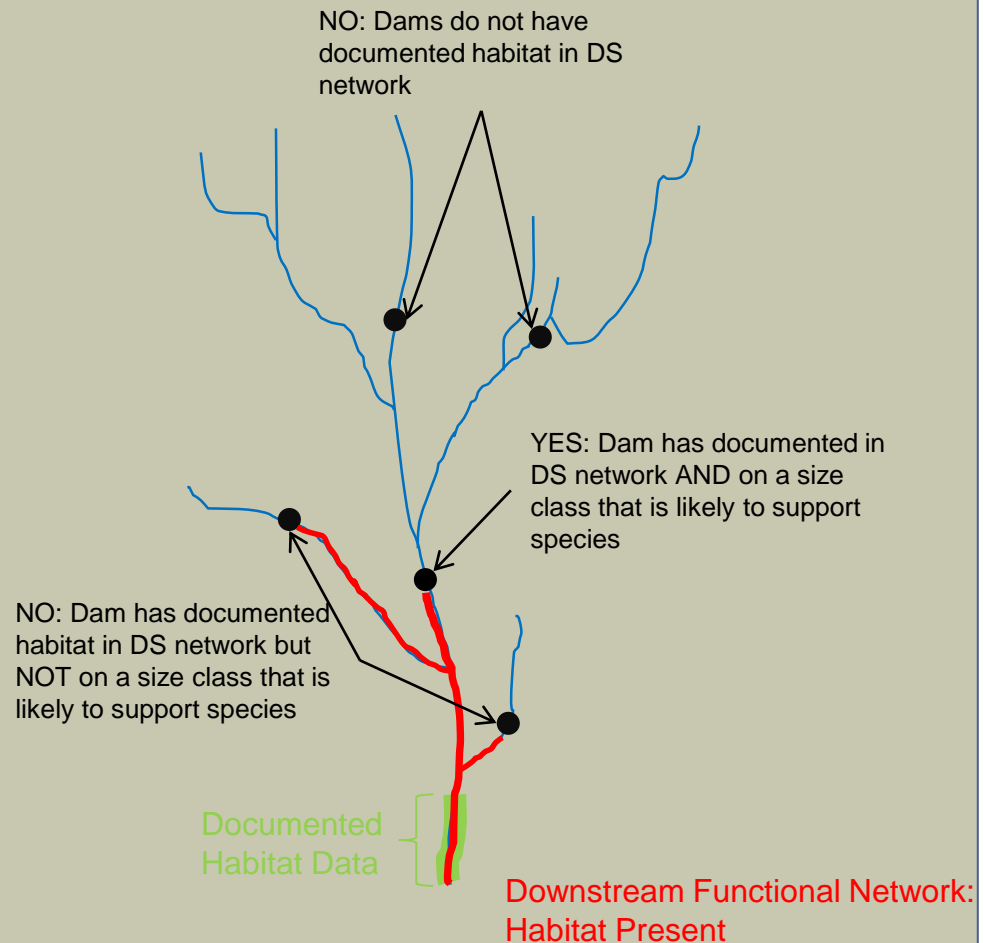 NO: Dams do not have
documented habitat in DS
network
YES: Dam has documented in
DS network AND on a size
class that is likely to support
species
NO: Dam has documented
habitat in DS network but
NOT on a size class that is
likely to support species
Documented
Habitat Data
Downstream Functional Network:
Habitat Present